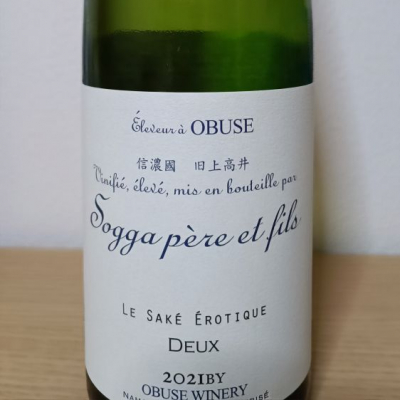 Éleveur à OBUSE
信濃國 旧上高井
Vinifié, élevé, mis en bouteille par
Sogga père et fils
LE SAKÉ ÉROTIQUE
DEUX
2021BY
OBUSE WINERY